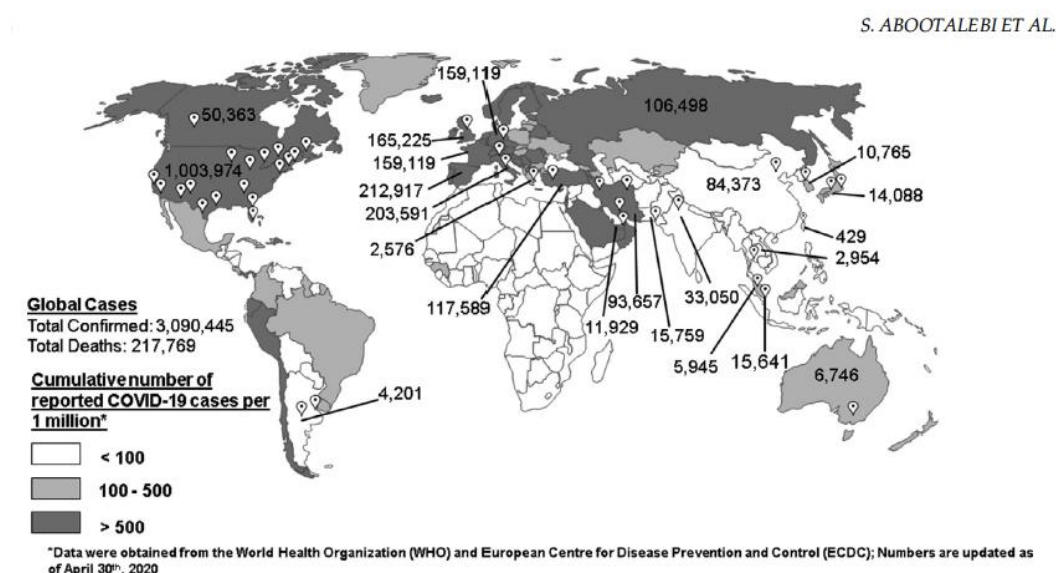 S. ABOOTALEBI ET AL.
159,119
50,363
106,498
165,225
10,765
159,119
1,003,974
84,373
212,917
14,088
203,591
429
2,576
2,954
117,589
93,657
33,050
11,929
15,759
5,945
15,641
6,746
4,201
Global Cases
Total Confirmed: 3,090,445
Total Deaths: 217,769
Cumulative number of
reported COVID-19 cases per
1 million*
< 100
100 - 500
> 500
*Data were obtained from the World Health Organization (WHO) and European Centre for Disease Prevention and Control (ECDC); Numbers are updated as
of April 30th, 2020